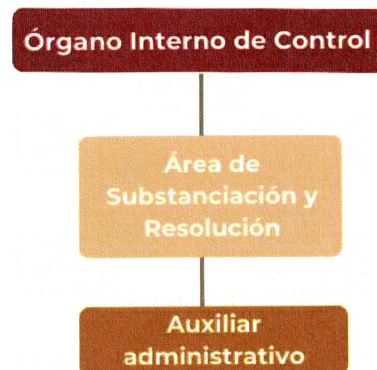 Órgano Interno de Control
Área de
Substanciación y
Resolución
Auxiliar
administrativo